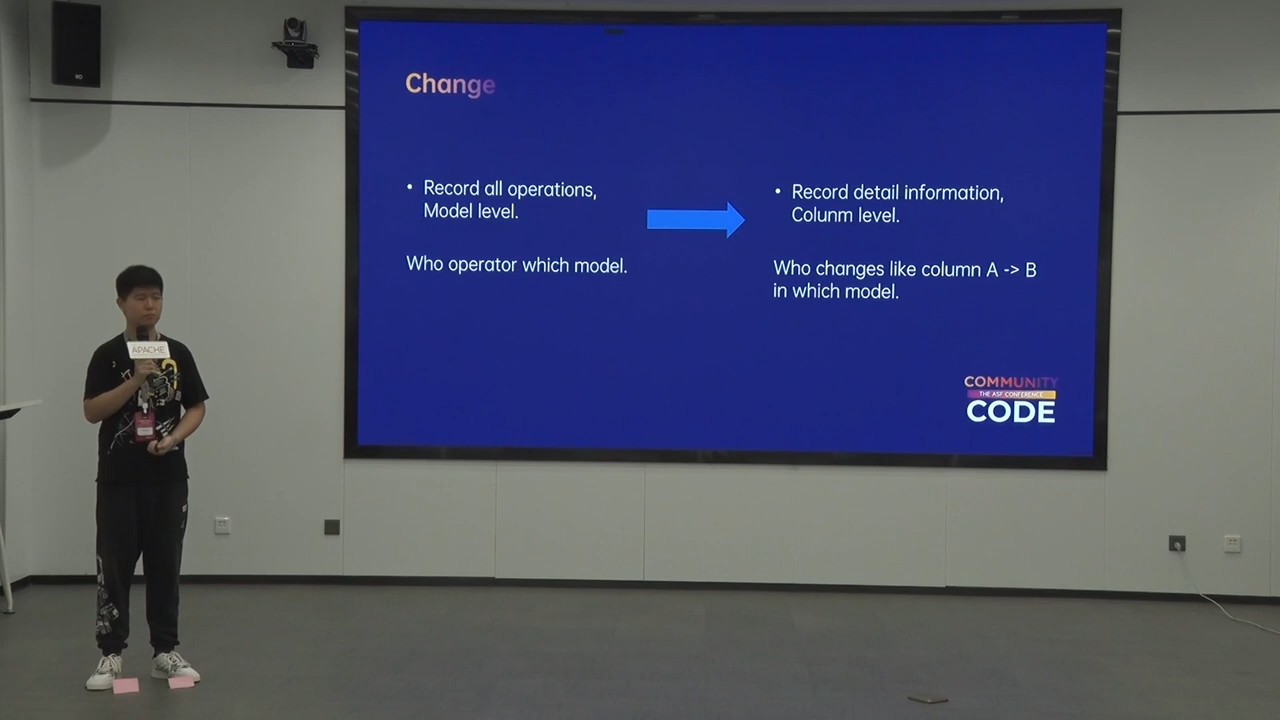 Change
• Record all operations,
Model level.
Who operator which model.
• Record detail information,
Colunm level.
Who changes like column A -> B
in which model.
COMMUNITY
THE ASF CONFERENCE
CODE
APACHE